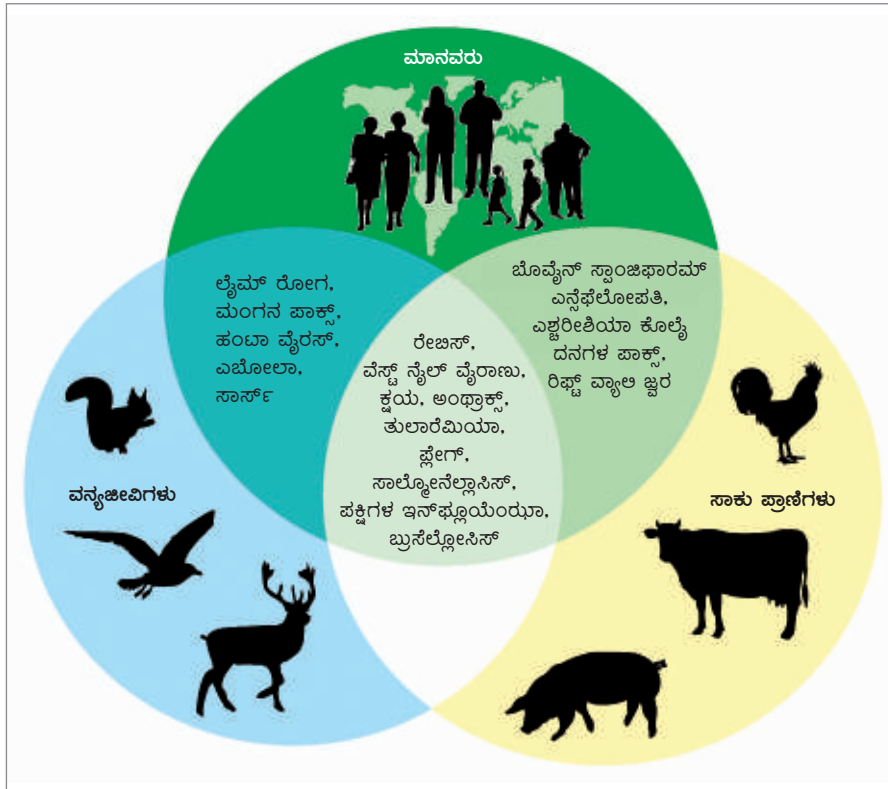 ಮಾನವರು
ಲೈಮ್ ರೋಗ,
ಮಂಗನ ಪಾಕ್ಸ್,
ಹಂಟಾ ವೈರಸ್,
ಎಬೋಲಾ,
ಸಾರ್ಸ್
ಬೊವೈನ್ ಸ್ಪಾಂಜಿಫಾರಮ್
ಎನ್ಸೆಫೆಲೋಪತಿ,
ಎಶ್ಚರೀಶಿಯಾ ಕೊಲೈ
ದನಗಳ ಪಾಕ್ಸ್,
ರಿಫ್ಟ್ ವ್ಯಾಲಿ ಜ್ವರ
ರೇಬಿಸ್,
ವೆಸ್ಟ್ ನೈಲ್ ವೈರಾಣು,
ಕ್ಷಯ, ಅಂಥ್ರಾಕ್ಸ್,
ತುಲಾರೆಮಿಯಾ,
ಪ್ಲೇಗ್,
ಸಾಲ್ಮೋನೆಲ್ಲಾಸಿಸ್,
ಪಕ್ಷಿಗಳ ಇನ್‌ಫ್ಲೂಯೆಂಝಾ,
ಬ್ರುಸೆಲ್ಲೋಸಿಸ್
ವನ್ಯಜೀವಿಗಳು
ಸಾಕು ಪ್ರಾಣಿಗಳು